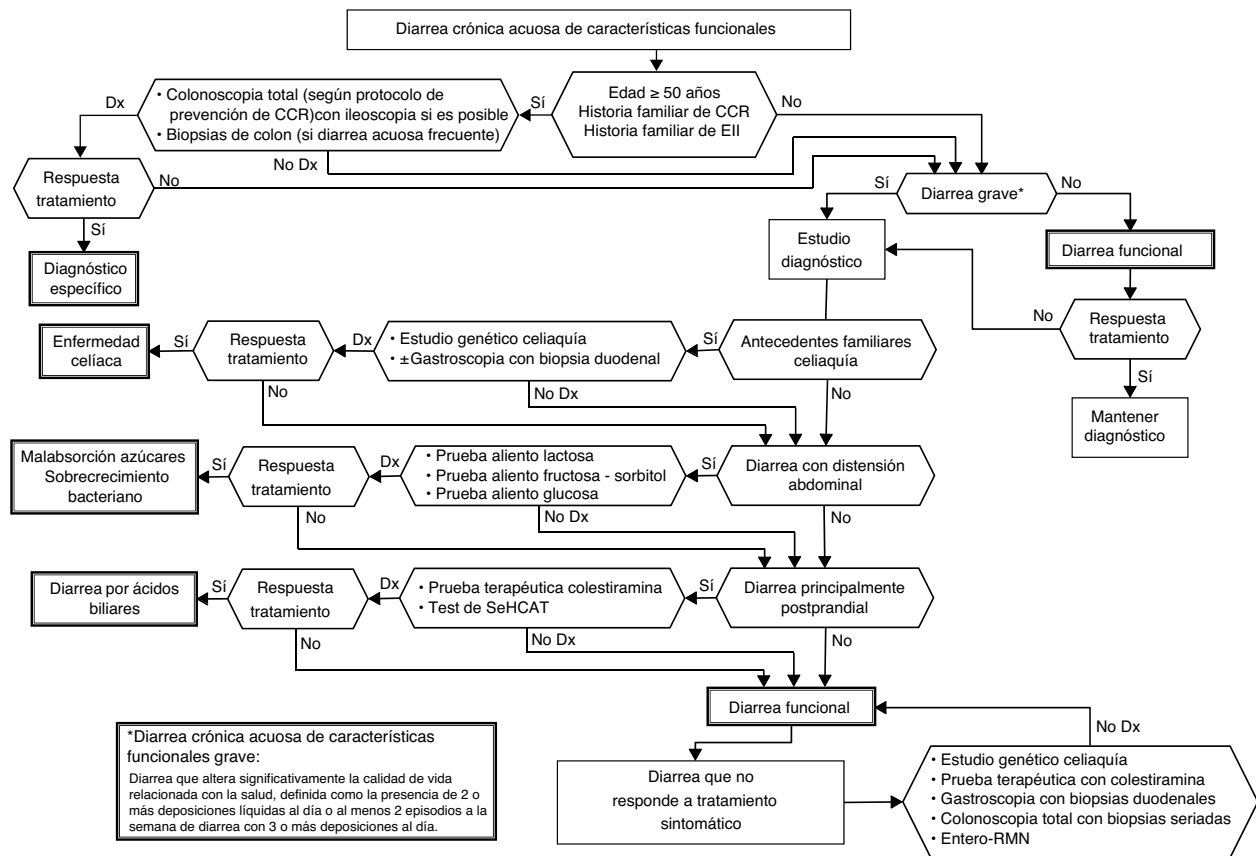 Diarrea crónica acuosa de características funcionales
Edad ≥ 50 años
Historia familiar de CCR
Historia familiar de EII
Sí
No
• Colonoscopia total (según protocolo de
prevención de CCR)con ileoscopia si es posible
• Biopsias de colon (si diarrea acuosa frecuente)
Dx
No Dx
Respuesta
tratamiento
No
Sí
Diagnóstico
específico
Diarrea grave*
Sí
No
Estudio
diagnóstico
Diarrea funcional
Respuesta
tratamiento
No
Sí
Mantener
diagnóstico
Antecedentes familiares
celiaquía
Sí
No
• Estudio genético celiaquía
• ±Gastroscopia con biopsia duodenal
Dx
No Dx
Respuesta
tratamiento
Sí
No
Enfermedad
celíaca
Diarrea con distensión
abdominal
Sí
No
• Prueba aliento lactosa
• Prueba aliento fructosa - sorbitol
• Prueba aliento glucosa
Dx
No Dx
Respuesta
tratamiento
Sí
No
Malabsorción azúcares
Sobrecrecimiento
bacteriano
Diarrea principalmente
postprandial
Sí
No
• Prueba terapéutica colestiramina
• Test de SeHCAT
Dx
No Dx
Respuesta
tratamiento
Sí
No
Diarrea por ácidos
biliares
Diarrea funcional
Diarrea que no
responde a tratamiento
sintomático
No Dx
• Estudio genético celiaquía
• Prueba terapéutica con colestiramina
• Gastroscopia con biopsias duodenales
• Colonoscopia total con biopsias seriadas
• Entero-RMN
*Diarrea crónica acuosa de características
funcionales grave:
Diarrea que altera significativamente la calidad de vida
relacionada con la salud, definida como la presencia de 2 o
más deposiciones líquidas al día o al menos 2 episodios a la
semana de diarrea con 3 o más deposiciones al día.